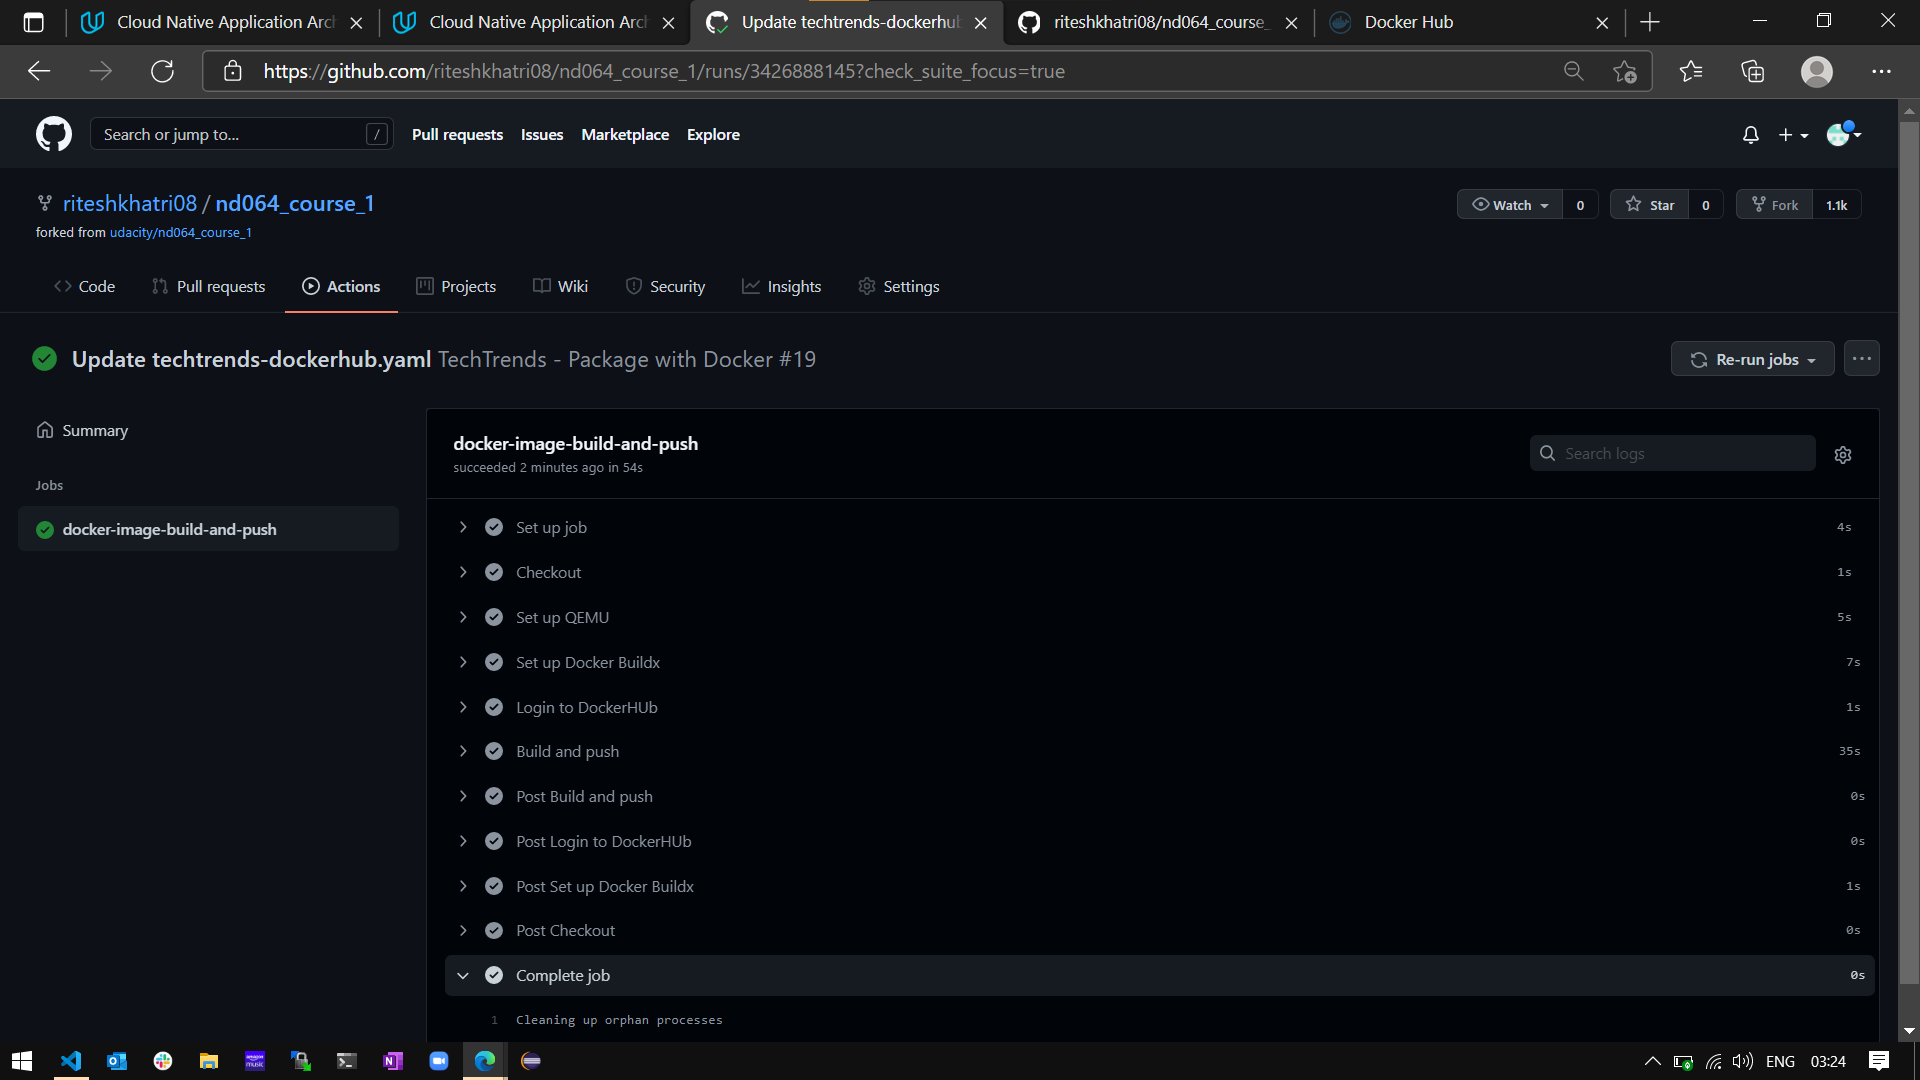 Cloud Native Application Arch
Cloud Native Application Arch
Update techtrends-dockerhub
riteshkhatri08/nd064_course_
Docker Hub
https://github.com/riteshkhatri08/nd064_course_1/runs/3426888145?check_suite_focus=true
Search or jump to... /
Pull requests
Issues
Marketplace
Explore
riteshkhatri08 / nd064_course_1
Watch 0
Star 0
Fork 1.1k
forked from udacity/nd064_course_1
Code
Pull requests
Actions
Projects
Wiki
Security
Insights
Settings
Update techtrends-dockerhub.yaml TechTrends - Package with Docker #19
Re-run jobs
Summary
Jobs
docker-image-build-and-push
docker-image-build-and-push
succeeded 2 minutes ago in 54s
Search logs
Set up job 4s
Checkout 1s
Set up QEMU 5s
Set up Docker Buildx 7s
Login to DockerHUb 1s
Build and push 35s
Post Build and push 0s
Post Login to DockerHUb 0s
Post Set up Docker Buildx 1s
Post Checkout 0s
Complete job 0s
1 Cleaning up orphan processes
amazon music
ENG
03:24